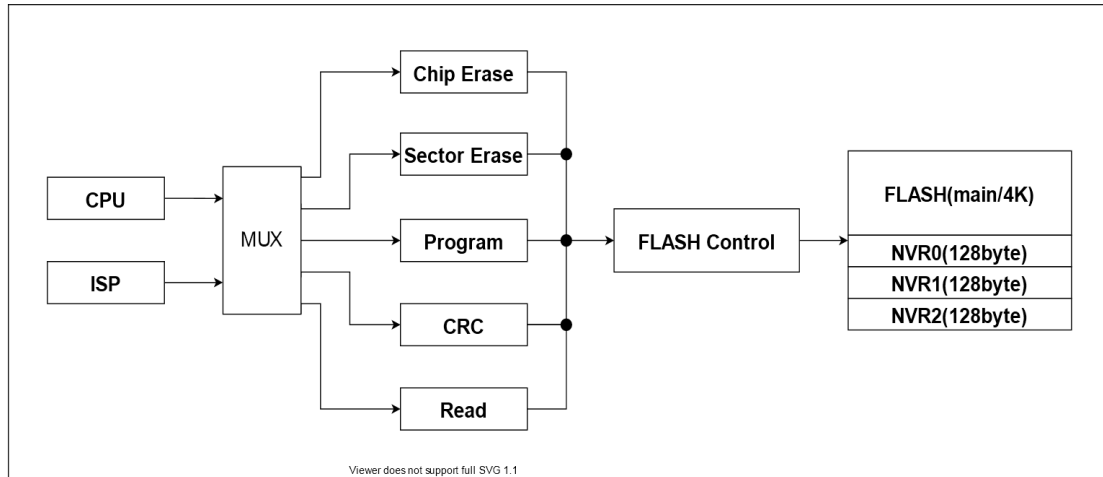 Chip Erase
Sector Erase
CPU
MUX
Program
ISP
CRC
Read
FLASH Control
FLASH(main/4K)
NVR0(128byte)
NVR1(128byte)
NVR2(128byte)
Viewer does not support full SVG 1.1